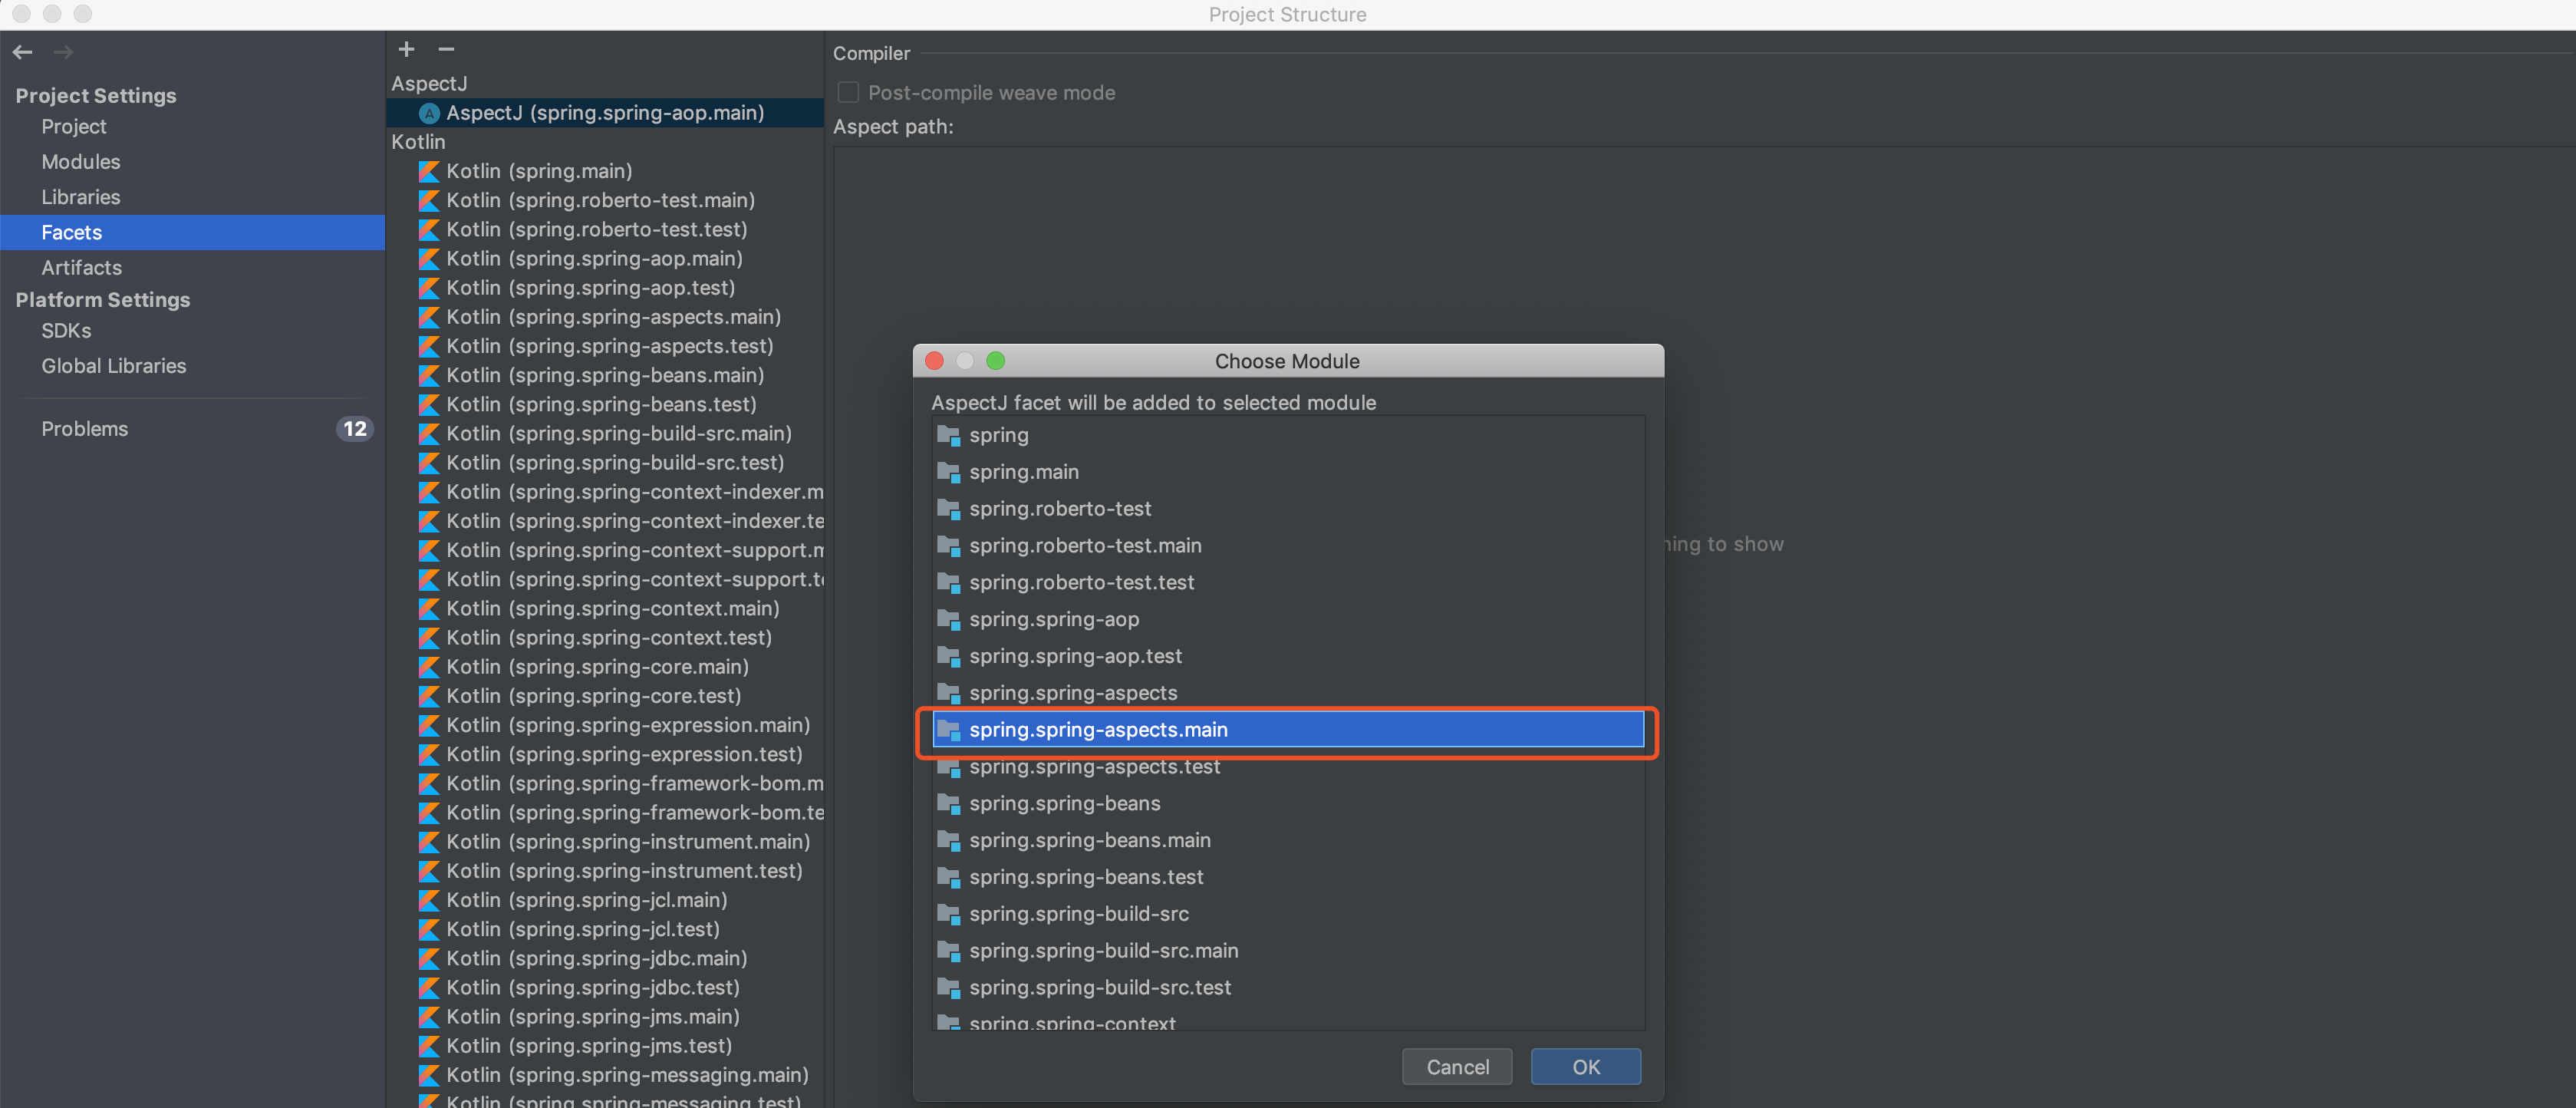 Project Structure
Project Settings
Project
Modules
Libraries
Facets
Artifacts
Platform Settings
SDKs
Global Libraries
Problems 12
AspectJ
AspectJ (spring.spring-aop.main)
Kotlin
Kotlin (spring.main)
Kotlin (spring.roberto-test.main)
Kotlin (spring.roberto-test.test)
Kotlin (spring.spring-aop.main)
Kotlin (spring.spring-aop.test)
Kotlin (spring.spring-aspects.main)
Kotlin (spring.spring-aspects.test)
Kotlin (spring.spring-beans.main)
Kotlin (spring.spring-beans.test)
Kotlin (spring.spring-build-src.main)
Kotlin (spring.spring-build-src.test)
Kotlin (spring.spring-context-indexer.m
Kotlin (spring.spring-context-indexer.te
Kotlin (spring.spring-context-support.m
Kotlin (spring.spring-context-support.te
Kotlin (spring.spring-context.main)
Kotlin (spring.spring-context.test)
Kotlin (spring.spring-core.main)
Kotlin (spring.spring-core.test)
Kotlin (spring.spring-expression.main)
Kotlin (spring.spring-expression.test)
Kotlin (spring.spring-framework-bom.m
Kotlin (spring.spring-framework-bom.te
Kotlin (spring.spring-instrument.main)
Kotlin (spring.spring-instrument.test)
Kotlin (spring.spring-jcl.main)
Kotlin (spring.spring-jcl.test)
Kotlin (spring.spring-jdbc.main)
Kotlin (spring.spring-jdbc.test)
Kotlin (spring.spring-jms.main)
Kotlin (spring.spring-jms.test)
Kotlin (spring.spring-messaging.main)
Kotlin (spring.spring-messaging.test)
Compiler
Post-compile weave mode
Aspect path:
hing to show
Choose Module
AspectJ facet will be added to selected module
spring
spring.main
spring.roberto-test
spring.roberto-test.main
spring.roberto-test.test
spring.spring-aop
spring.spring-aop.test
spring.spring-aspects
spring.spring-aspects.main
spring.spring-aspects.test
spring.spring-beans
spring.spring-beans.main
spring.spring-beans.test
spring.spring-build-src
spring.spring-build-src.main
spring.spring-build-src.test
spring.spring-context
Cancel
OK